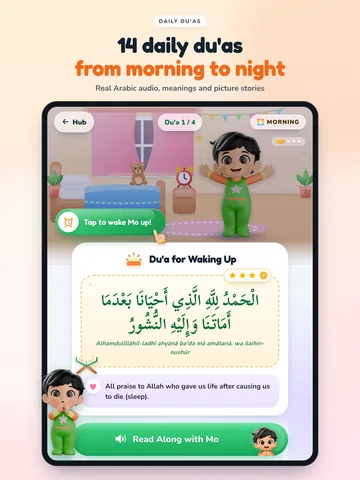 DAILY DU'AS
14 daily du'as
from morning to night
Real Arabic audio, meanings and picture stories
← Hub
Du'a 1 / 4
MORNING
Tap to wake Mo up!
Du'a for Waking Up
الْحَمْدُ لِلَّهِ الَّذِي أَحْيَانَا بَعْدَمَا
أَمَاتَنَا وَإِلَيْهِ النُّشُورُ
Alhamdulillāhil-ladhī ahyānā ba'da mā amātanā, wa ilaihin-
nushūr
All praise to Allah who gave us life after causing us
to die (sleep).
Read Along with Mo